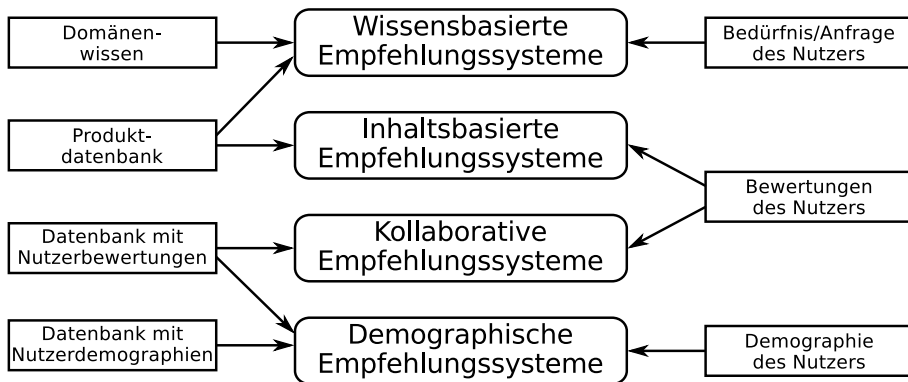 Domänen-
wissen
Wissensbasierte
Empfehlungssysteme
Bedürfnis/Anfrage
des Nutzers
Produkt-
datenbank
Inhaltsbasierte
Empfehlungssysteme
Bewertungen
des Nutzers
Datenbank mit
Nutzerbewertungen
Kollaborative
Empfehlungssysteme
Datenbank mit
Nutzerdemographien
Demographische
Empfehlungssysteme
Demographie
des Nutzers